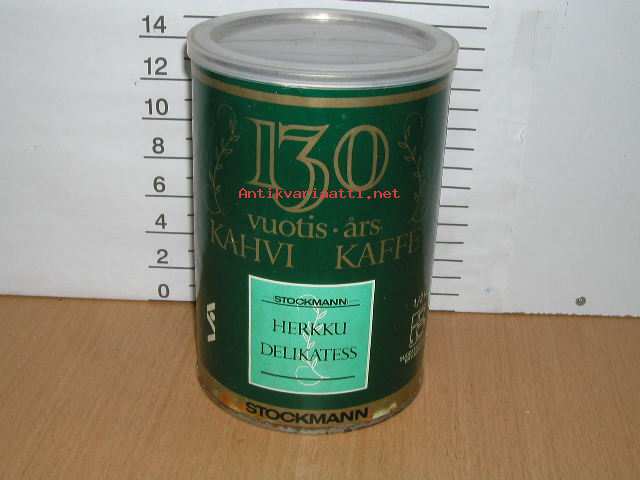 14
12
10
8
6
4
2
0
130
Antikvariaatti.net
vuotis · års
KAHVI KAFFE
STOCKMANN
HERKKU
DELIKATESS
STOCKMANN